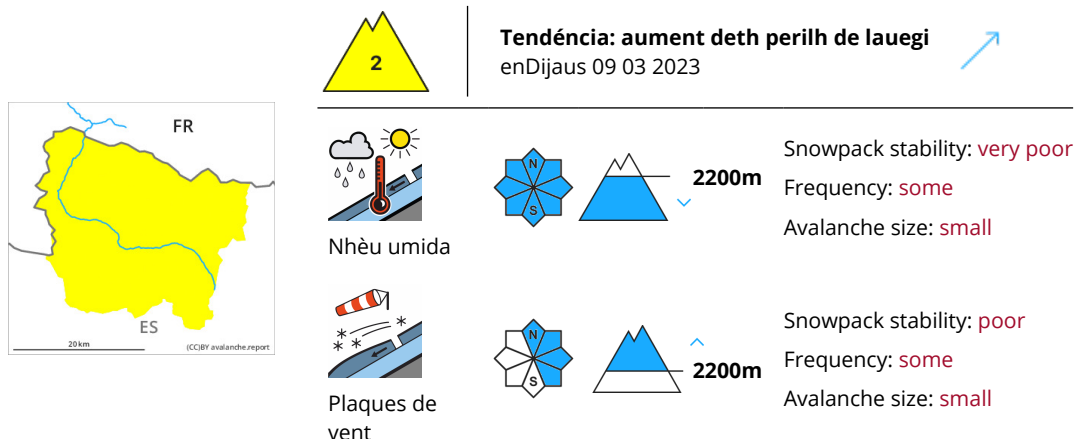 2
Tendéncia: aument deth perilh de lauegi
enDijaus 09 03 2023
FR
ES
20 km
(CC)BY avalanche.report
N
S
2200m
Snowpack stability: very poor
Frequency: some
Avalanche size: small
Nhèu umida
N
S
2200m
Snowpack stability: poor
Frequency: some
Avalanche size: small
Plaques de
vent